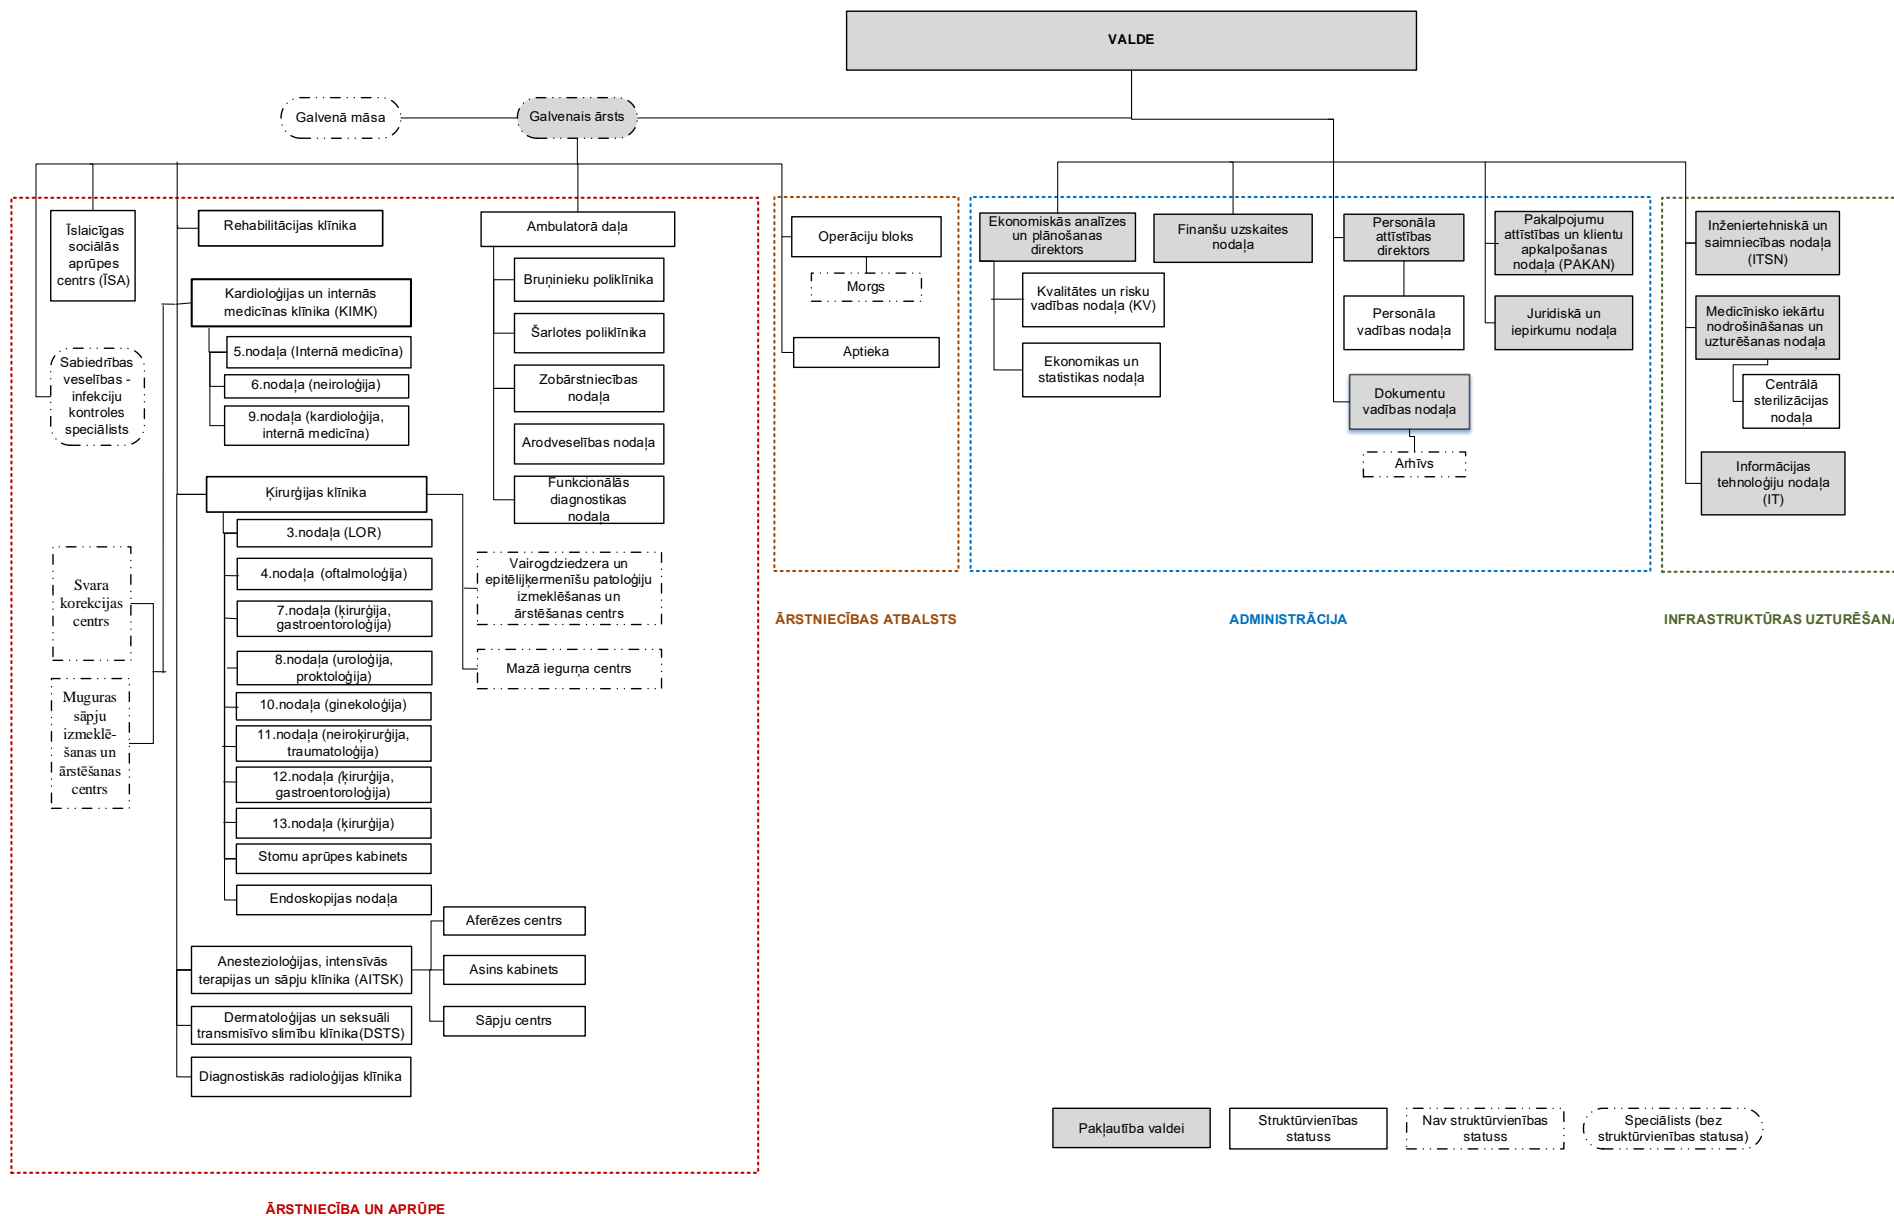 VALDE
Galvenā māsa
Galvenais ārsts
Īslaicīgas
sociālās
aprūpes
centrs (ĪSA)
Sabiedrības
veselības -
infekciju
kontroles
speciālists
Svara
korekcijas
centrs
Muguras
sāpju
izmeklē-
šanas un
ārstēšanas
centrs
Rehabilitācijas klīnika
Kardioloģijas un internās
medicīnas klīnika (KIMK)
5.nodaļa (Internā medicīna)
6.nodaļa (neiroloģija)
9.nodaļa (kardioloģija,
internā medicīna)
Ķirurģijas klīnika
3.nodaļa (LOR)
4.nodaļa (oftalmoloģija)
7.nodaļa (ķirurģija,
gastroentoroloģija)
8.nodaļa (uroloģija,
proktoloģija)
10.nodaļa (ginekoloģija)
11.nodaļa (neiroķirurģija,
traumatoloģija)
12.nodaļa (ķirurģija,
gastroentoroloģija)
13.nodaļa (ķirurģija)
Stomu aprūpes kabinets
Endoskopijas nodaļa
Anestezioloģijas, intensīvās
terapijas un sāpju klīnika (AITSK)
Dermatoloģijas un seksuāli
transmisīvo slimību klīnika(DSTS)
Diagnostiskās radioloģijas klīnika
Aferēzes centrs
Asins kabinets
Sāpju centrs
Ambulatorā daļa
Bruņinieku poliklīnika
Šarlotes poliklīnika
Zobārstniecības
nodaļa
Arodveselības nodaļa
Funkcionālās
diagnostikas
nodaļa
Vairogdziedzera un
epitēlijķermenīšu patoloģiju
izmeklēšanas un
ārstēšanas centrs
Mazā iegurņa centrs
ĀRSTNIECĪBA UN APRŪPE
Operāciju bloks
Morgs
Aptieka
ĀRSTNIECĪBAS ATBALSTS
Ekonomiskās analīzes
un plānošanas
direktors
Kvalitātes un risku
vadības nodaļa (KV)
Ekonomikas un
statistikas nodaļa
Finanšu uzskaites
nodaļa
Personāla
attīstības
direktors
Personāla
vadības nodaļa
Dokumentu
vadības nodaļa
Arhīvs
Pakalpojumu
attīstības un klientu
apkalpošanas
nodaļa (PAKAN)
Juridiskā un
iepirkumu nodaļa
ADMINISTRĀCIJA
Inženiertehniskā un
saimniecības nodaļa
(ITSN)
Medicīnisko iekārtu
nodrošināšanas un
uzturēšanas nodaļa
Centrālā
sterilizācijas
nodaļa
Informācijas
tehnoloģiju nodaļa
(IT)
INFRASTRUKTŪRAS UZTURĒŠANA
Pakļautība valdei
Struktūrvienības
statuss
Nav struktūrvienības
statuss
Speciālists (bez
struktūrvienības statusa)